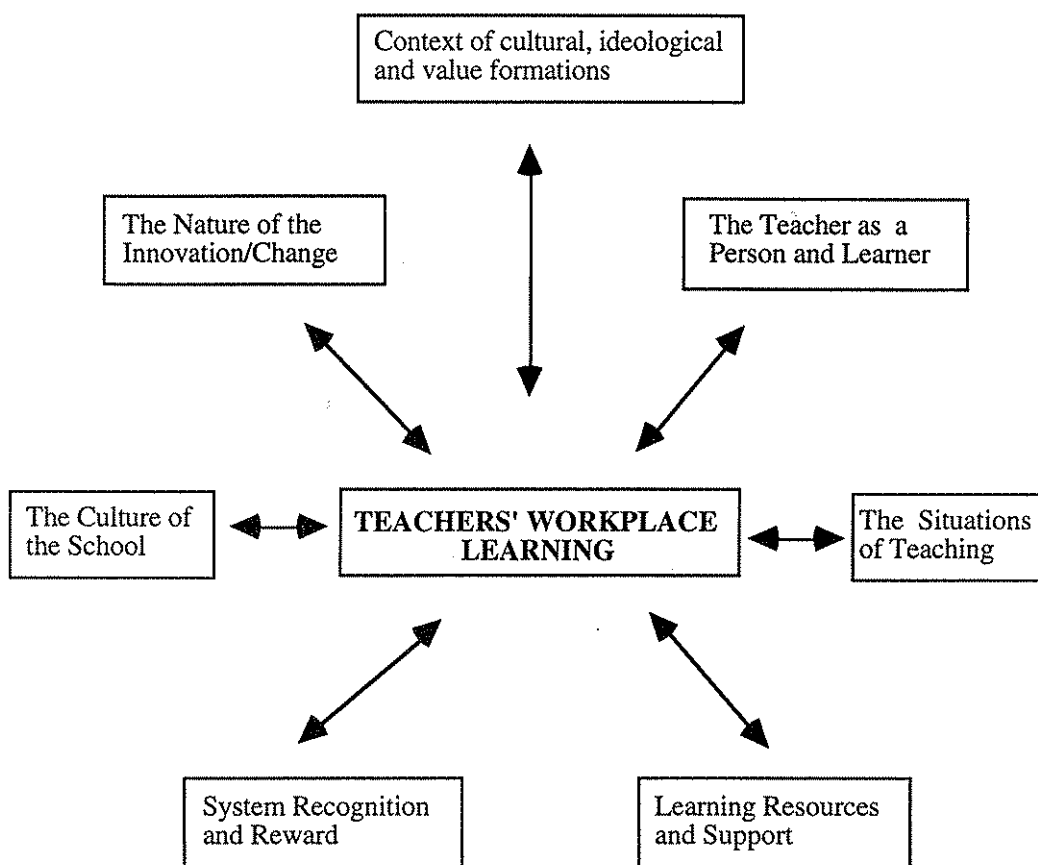 Context of cultural, ideological
and value formations
The Nature of the
Innovation/Change
The Teacher as a
Person and Learner
The Culture of
the School
TEACHERS' WORKPLACE
LEARNING
The Situations
of Teaching
System Recognition
and Reward
Learning Resources
and Support